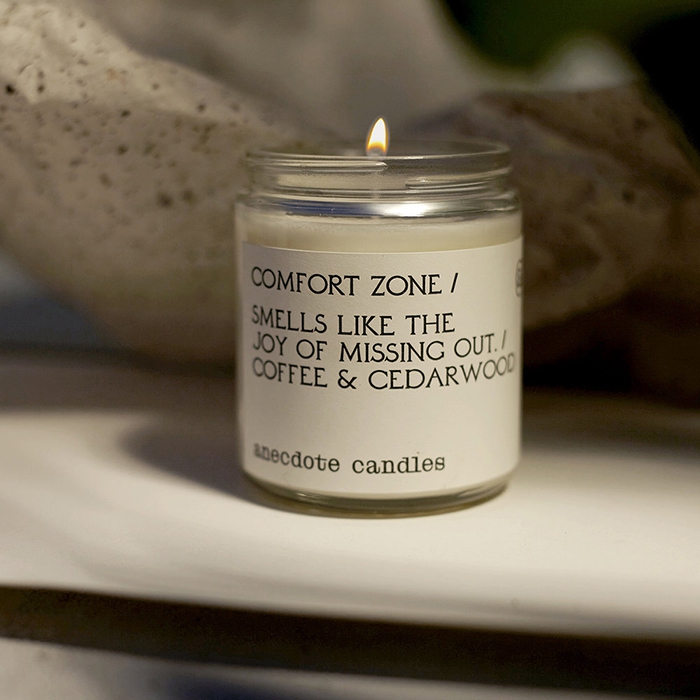 COMFORT ZONE /
SMELLS LIKE THE
JOY OF MISSING OUT. /
COFFEE & CEDARWOOD
anecdote candles